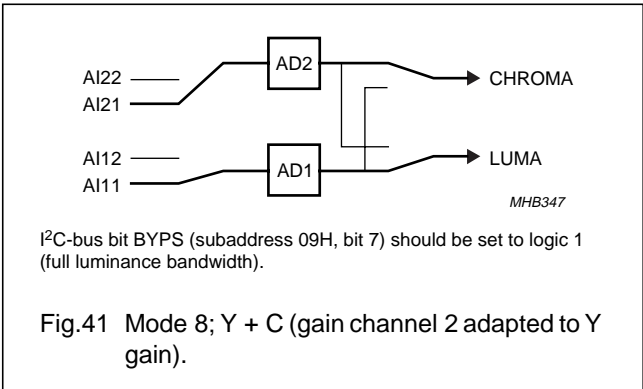 AI22
AI21
AD2
CHROMA
AI12
AI11
AD1
LUMA
MHB347
I²C-bus bit BYPS (subaddress 09H, bit 7) should be set to logic 1
(full luminance bandwidth).
Fig.41 Mode 8; Y + C (gain channel 2 adapted to Y
gain).